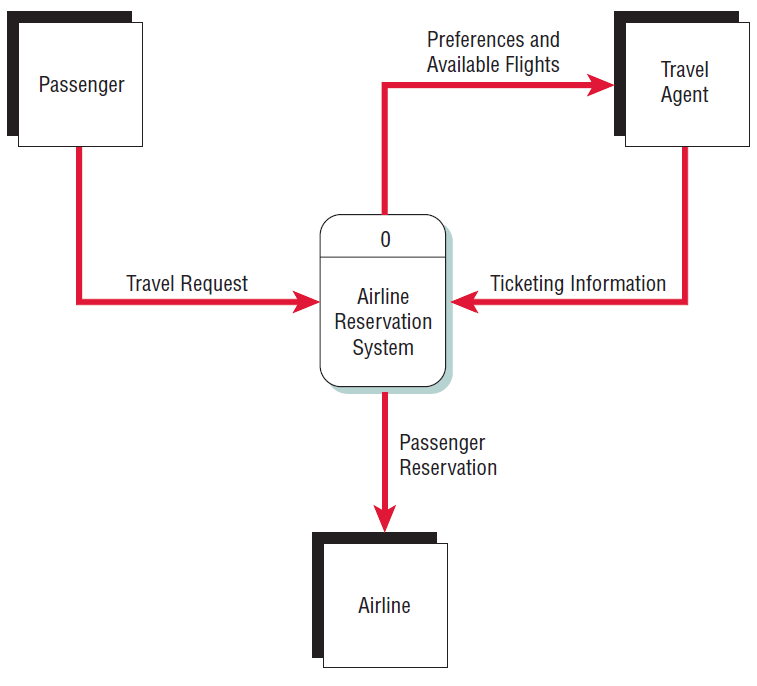 Preferences and
Available Flights
Passenger
Travel
Agent
0
Travel Request
Airline
Reservation
System
Ticketing Information
Passenger
Reservation
Airline